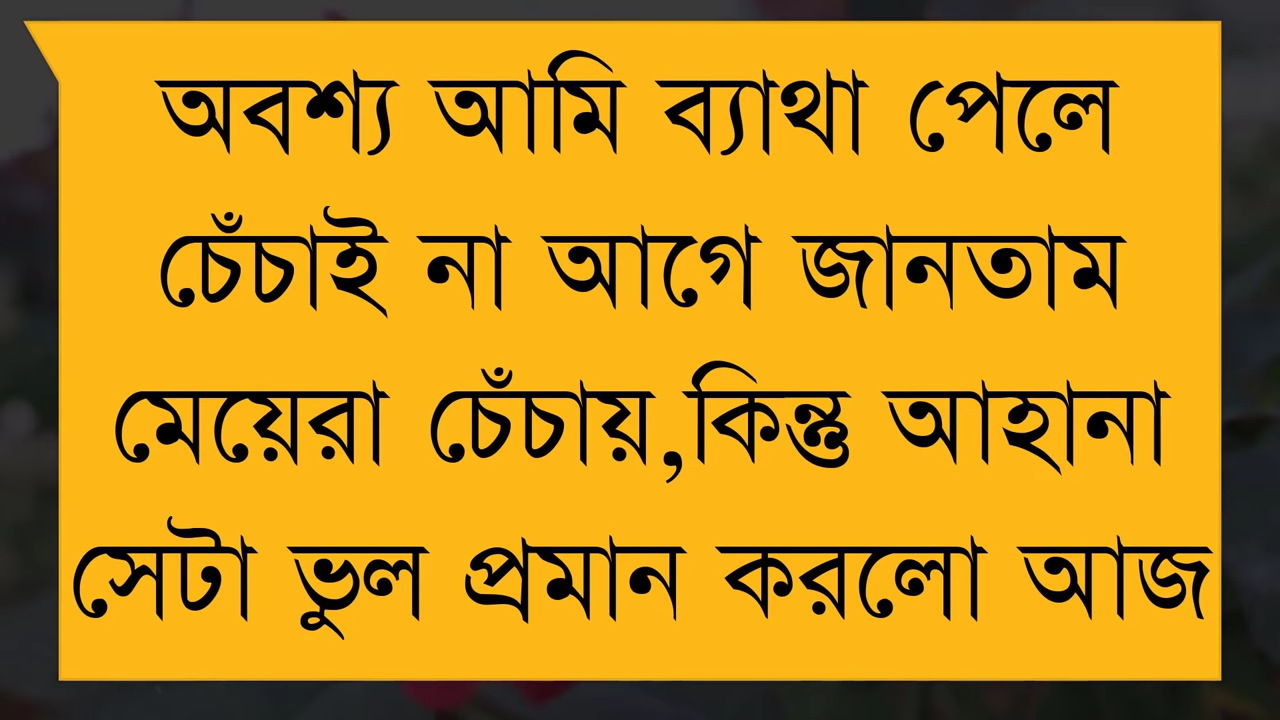 অবশ্য আমি ব্যাথা পেলে
চেঁচাই না আগে জানতাম
মেয়েরা চেঁচায়,কিন্তু আহানা
সেটা ভুল প্রমান করলো আজ